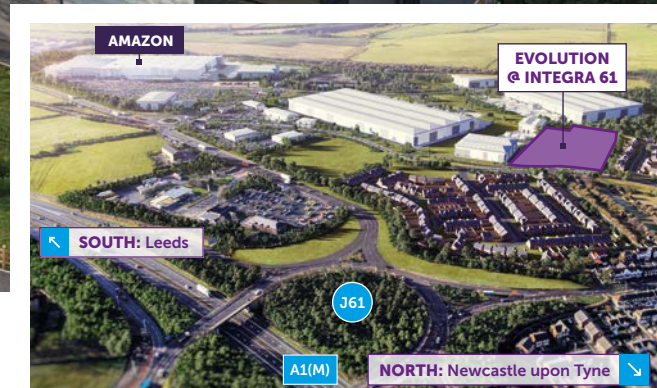 AMAZON
EVOLUTION
@ INTEGRA 61
SOUTH: Leeds
J61
A1(M)
NORTH: Newcastle upon Tyne